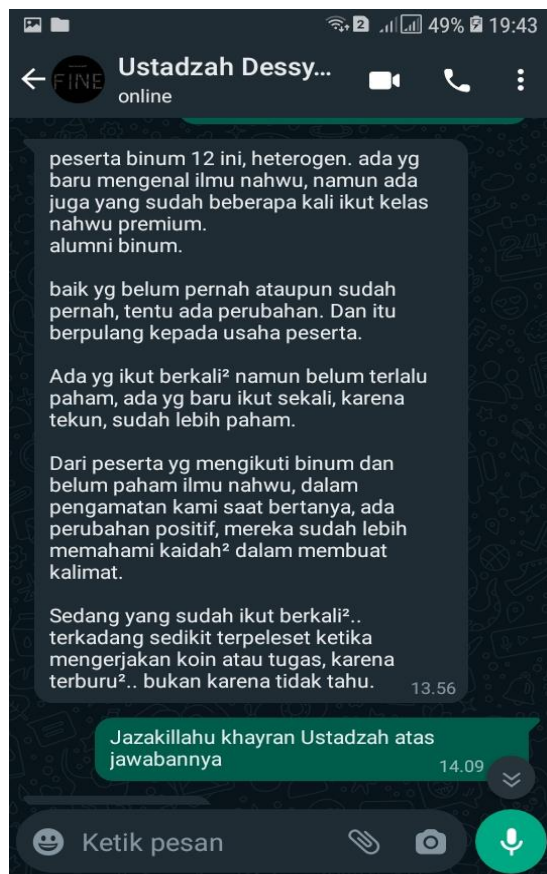 2 49% 19:43
FINE
Ustadzah Dessy...
online
peserta binum 12 ini, heterogen. ada yg
baru mengenal ilmu nahwu, namun ada
juga yang sudah beberapa kali ikut kelas
nahwu premium.
alumni binum.
baik yg belum pernah ataupun sudah
pernah, tentu ada perubahan. Dan itu
berpulang kepada usaha peserta.
Ada yg ikut berkali² namun belum terlalu
paham, ada yg baru ikut sekali, karena
tekun, sudah lebih paham.
Dari peserta yg mengikuti binum dan
belum paham ilmu nahwu, dalam
pengamatan kami saat bertanya, ada
perubahan positif, mereka sudah lebih
memahami kaidah² dalam membuat
kalimat.
Sedang yang sudah ikut berkali²..
terkadang sedikit terpeleset ketika
mengerjakan koin atau tugas, karena
terburu².. bukan karena tidak tahu.
13.56
Jazakillahu khayran Ustadzah atas
jawabannya
14.09
Ketik pesan